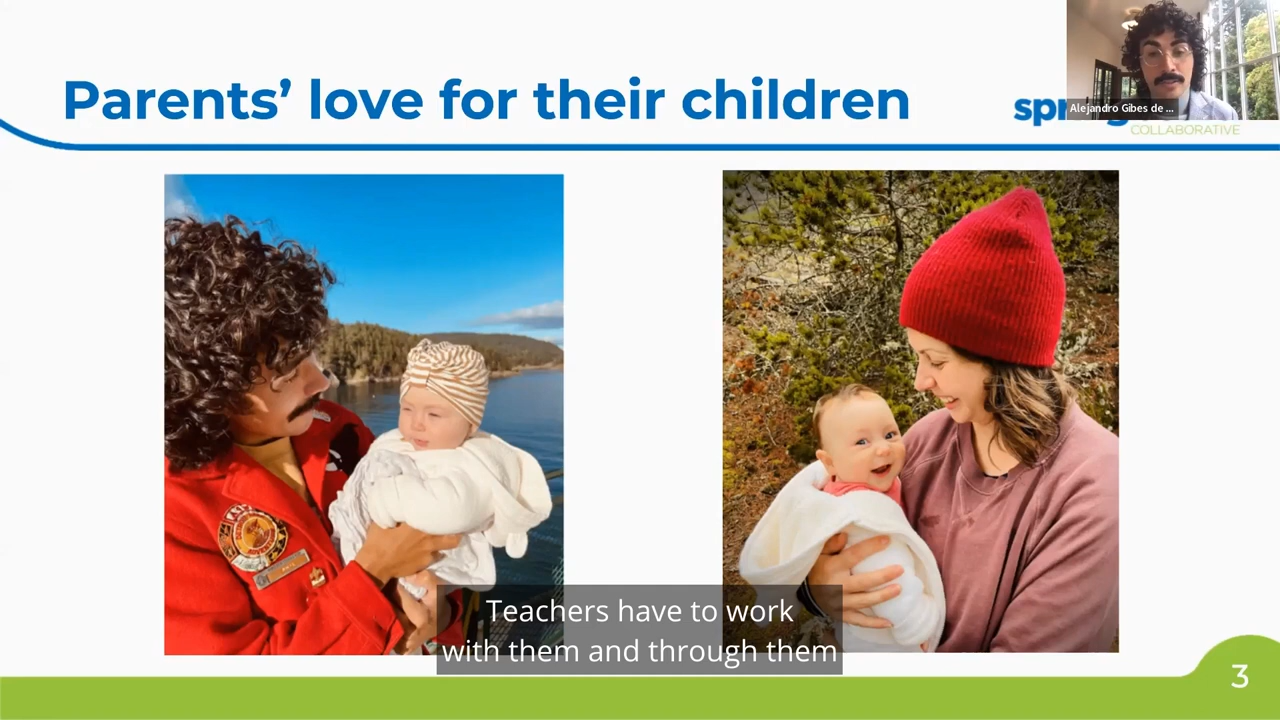 Parents’ love for their children
Alejandro Gibes de ...
COLLABORATIVE
Teachers have to work
with them and through them
3